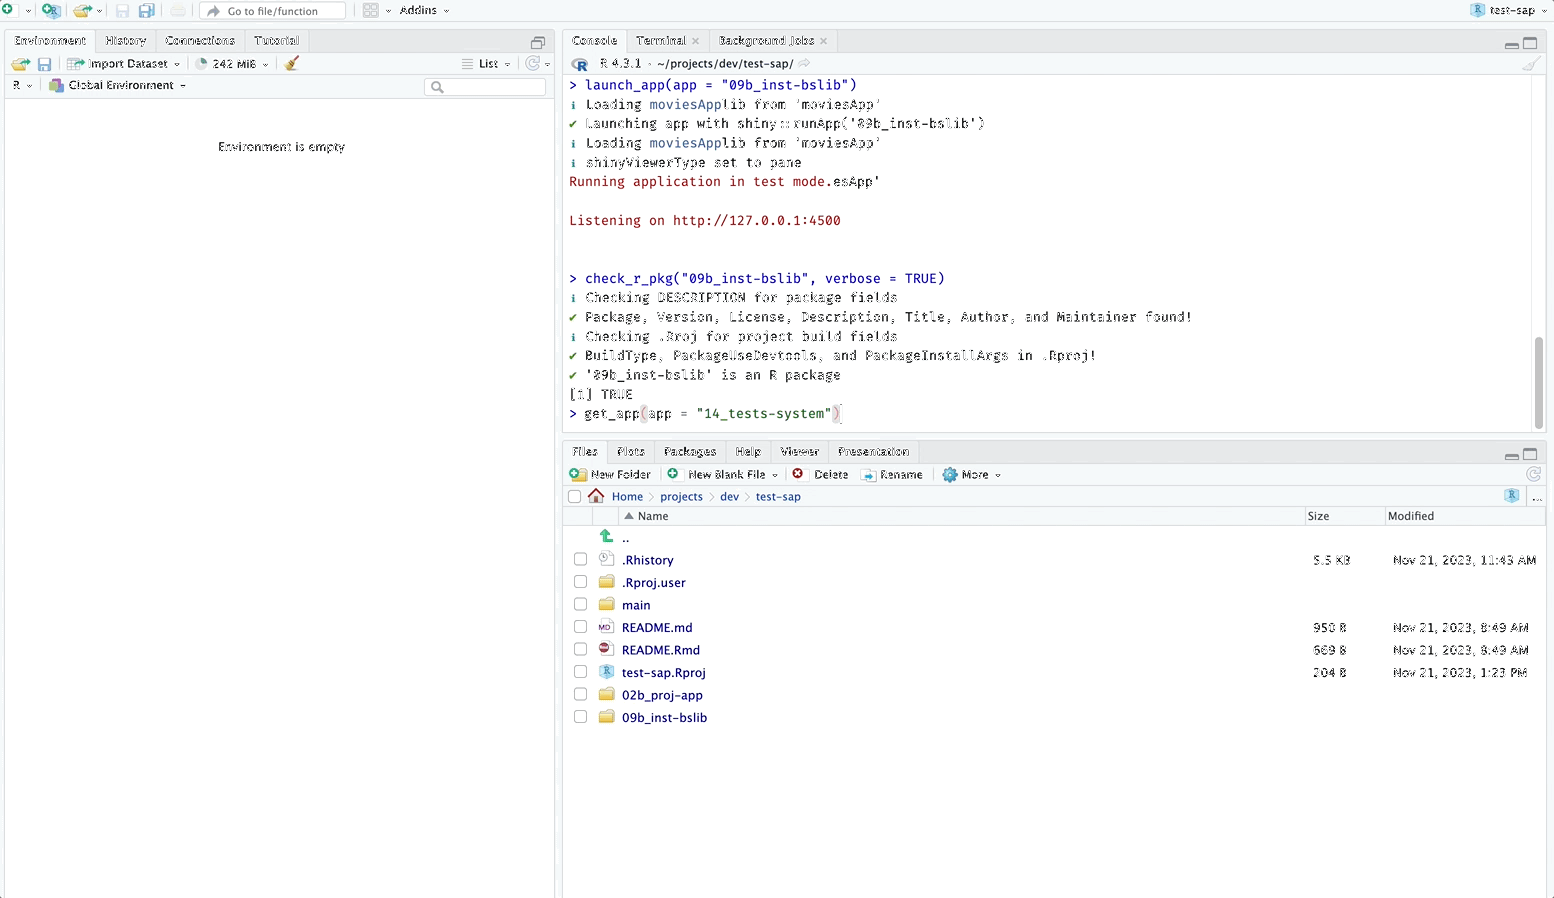 Go to file/function
Addins
test-sap
Environment History Connections Tutorial
Import Dataset
242 MiB
List
R
Global Environment
Environment is empty
Console Terminal Background Jobs
R 4.3.1 · ~/projects/dev/test-sap/
> launch_app(app = "09b_inst-bslib")
ℹ Loading moviesApplib from 'moviesApp'
✔ Launching app with shiny::runApp('09b_inst-bslib')
ℹ Loading moviesApplib from 'moviesApp'
ℹ shinyViewerType set to pane
Running application in test mode.esApp'
Listening on http://127.0.0.1:4500
> check_r_pkg("09b_inst-bslib", verbose = TRUE)
ℹ Checking DESCRIPTION for package fields
✔ Package, Version, License, Description, Title, Author, and Maintainer found!
ℹ Checking .Rproj for project build fields
✔ BuildType, PackageUseDevtools, and PackageInstallArgs in .Rproj!
✔ '09b_inst-bslib' is an R package
[1] TRUE
> get_app(app = "14_tests-system")
Files Plots Packages Help Viewer Presentation
New Folder New Blank File Delete Rename More
Home projects dev test-sap ...
Name Size Modified
..
.Rhistory 5.5 KB Nov 21, 2023, 11:43 AM
.Rproj.user
main
README.md 950 B Nov 21, 2023, 8:49 AM
README.Rmd 669 B Nov 21, 2023, 8:49 AM
test-sap.Rproj 204 B Nov 21, 2023, 1:23 PM
02b_proj-app
09b_inst-bslib